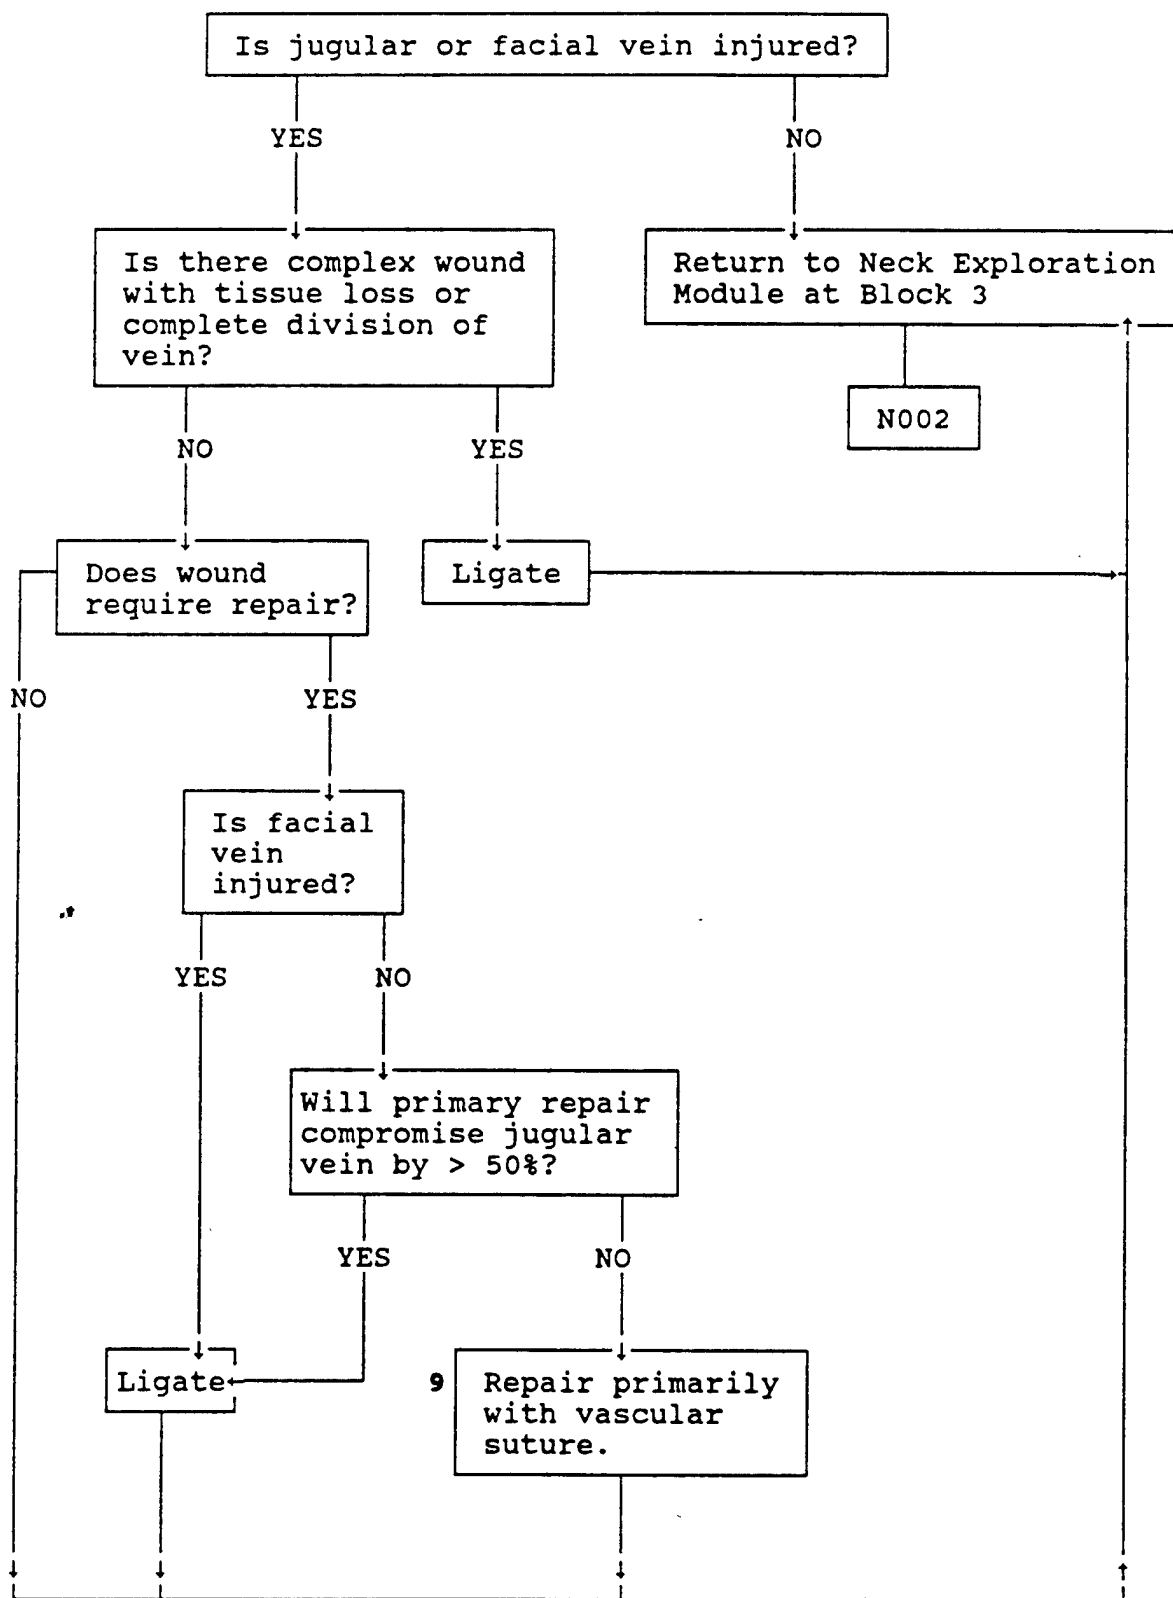 Is jugular or facial vein injured?
YES
NO
Is there complex wound
with tissue loss or
complete division of
vein?
Return to Neck Exploration
Module at Block 3
N002
NO
YES
Does wound
require repair?
Ligate
NO
YES
Is facial
vein
injured?
YES
NO
Will primary repair
compromise jugular
vein by > 50%?
YES
NO
Ligate
9
Repair primarily
with vascular
suture.